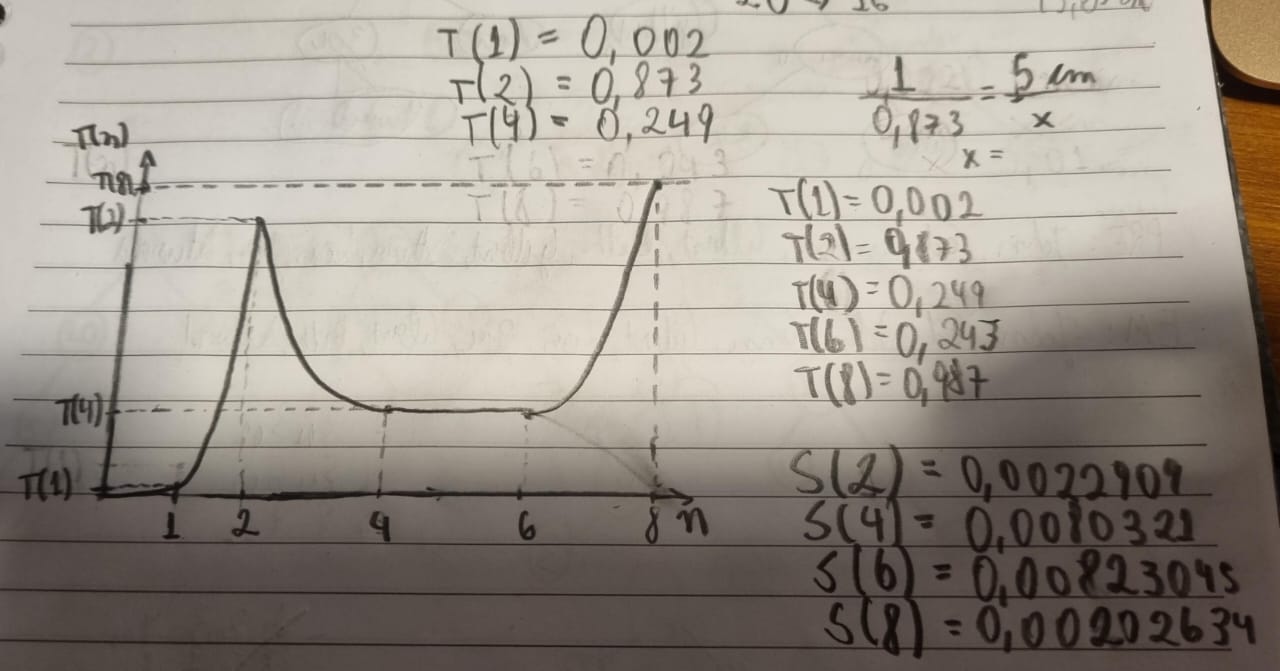 T(1) = 0,002
T(2) = 0,873
T(4) = 0,249
1/0,873 = 5 cm/x
x =
T(n)
T(8)
T(2)
T(4)
T(1)
1 2 4 6 8 n
T(1) = 0,002
T(2) = 0,873
T(4) = 0,249
T(6) = 0,243
T(8) = 0,987
S(2) = 0,0022909
S(4) = 0,0080321
S(6) = 0,00823045
S(8) = 0,00202634